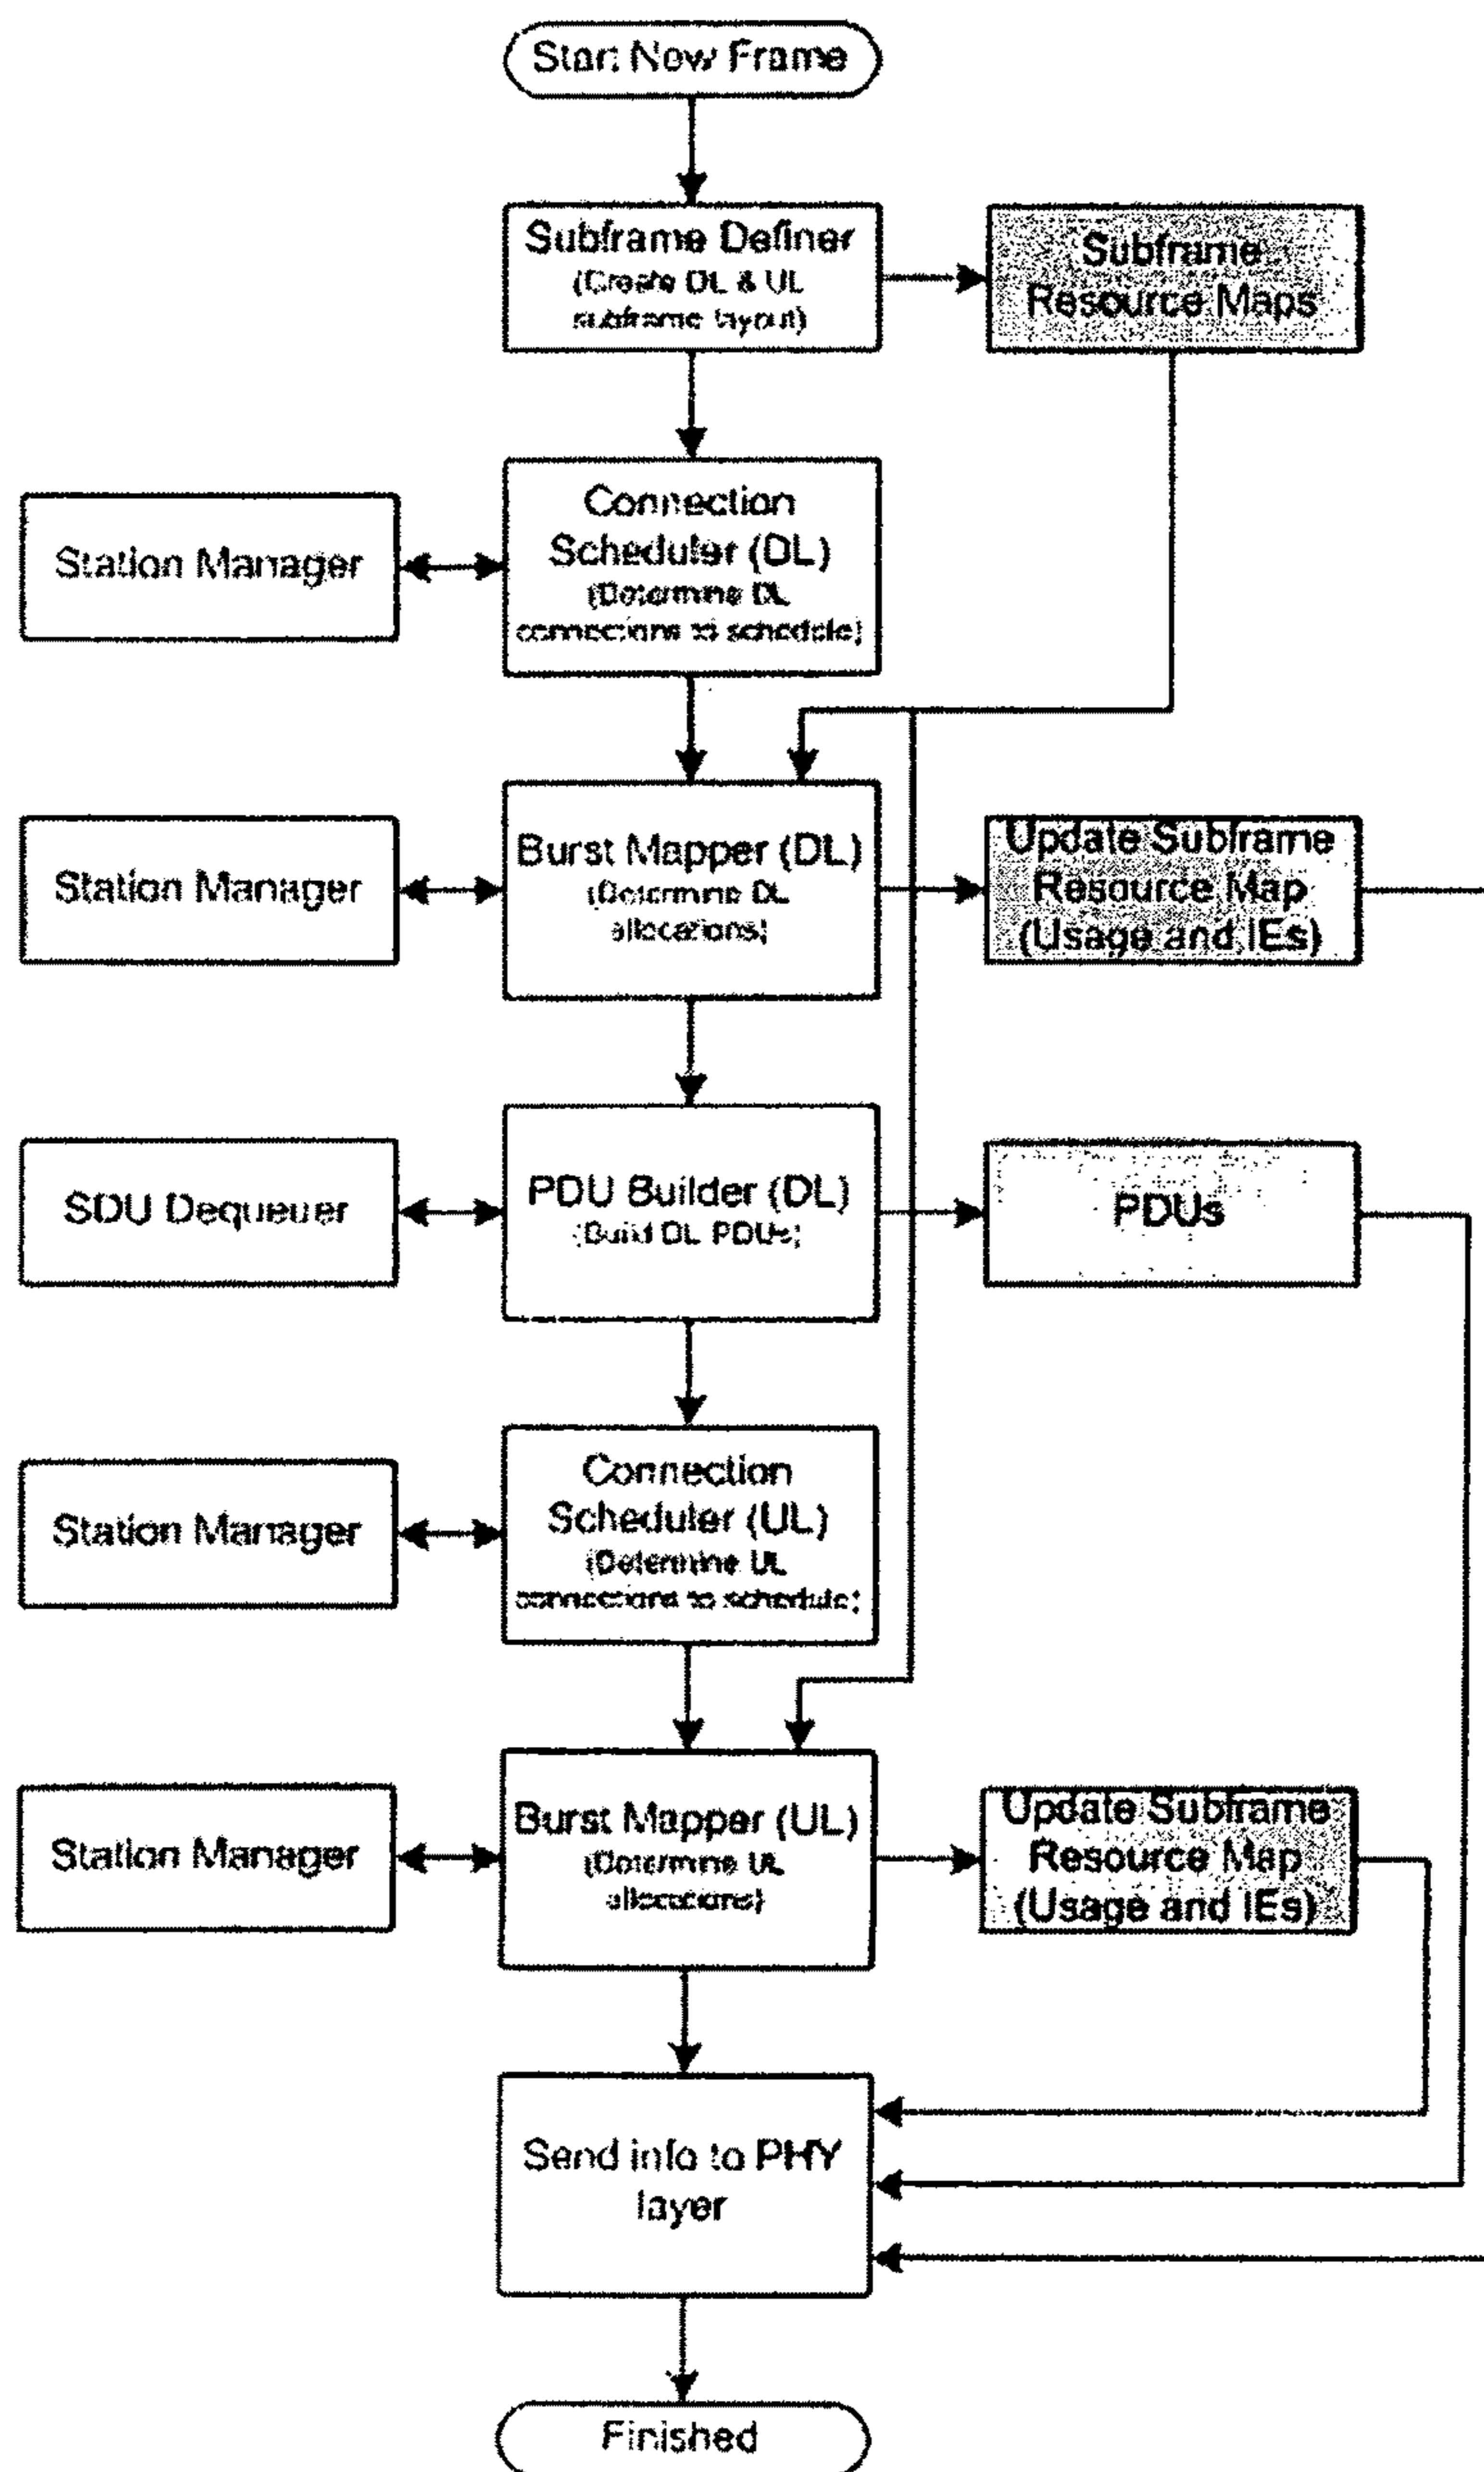 Start New Frame
Subframe Definer
(Create DL & UL
subframe layout)
Subframe
Resource Maps
Station Manager
Connection
Scheduler (DL)
(Determine DL
connections to schedule)
Station Manager
Burst Mapper (DL)
(Determine DL
allocations)
Update Subframe
Resource Map
(Usage and IEs)
SDU Dequeuer
PDU Builder (DL)
(Build DL PDUs)
PDUs
Station Manager
Connection
Scheduler (UL)
(Determine UL
connections to schedule)
Station Manager
Burst Mapper (UL)
(Determine UL
allocations)
Update Subframe
Resource Map
(Usage and IEs)
Send info to PHY
layer
Finished